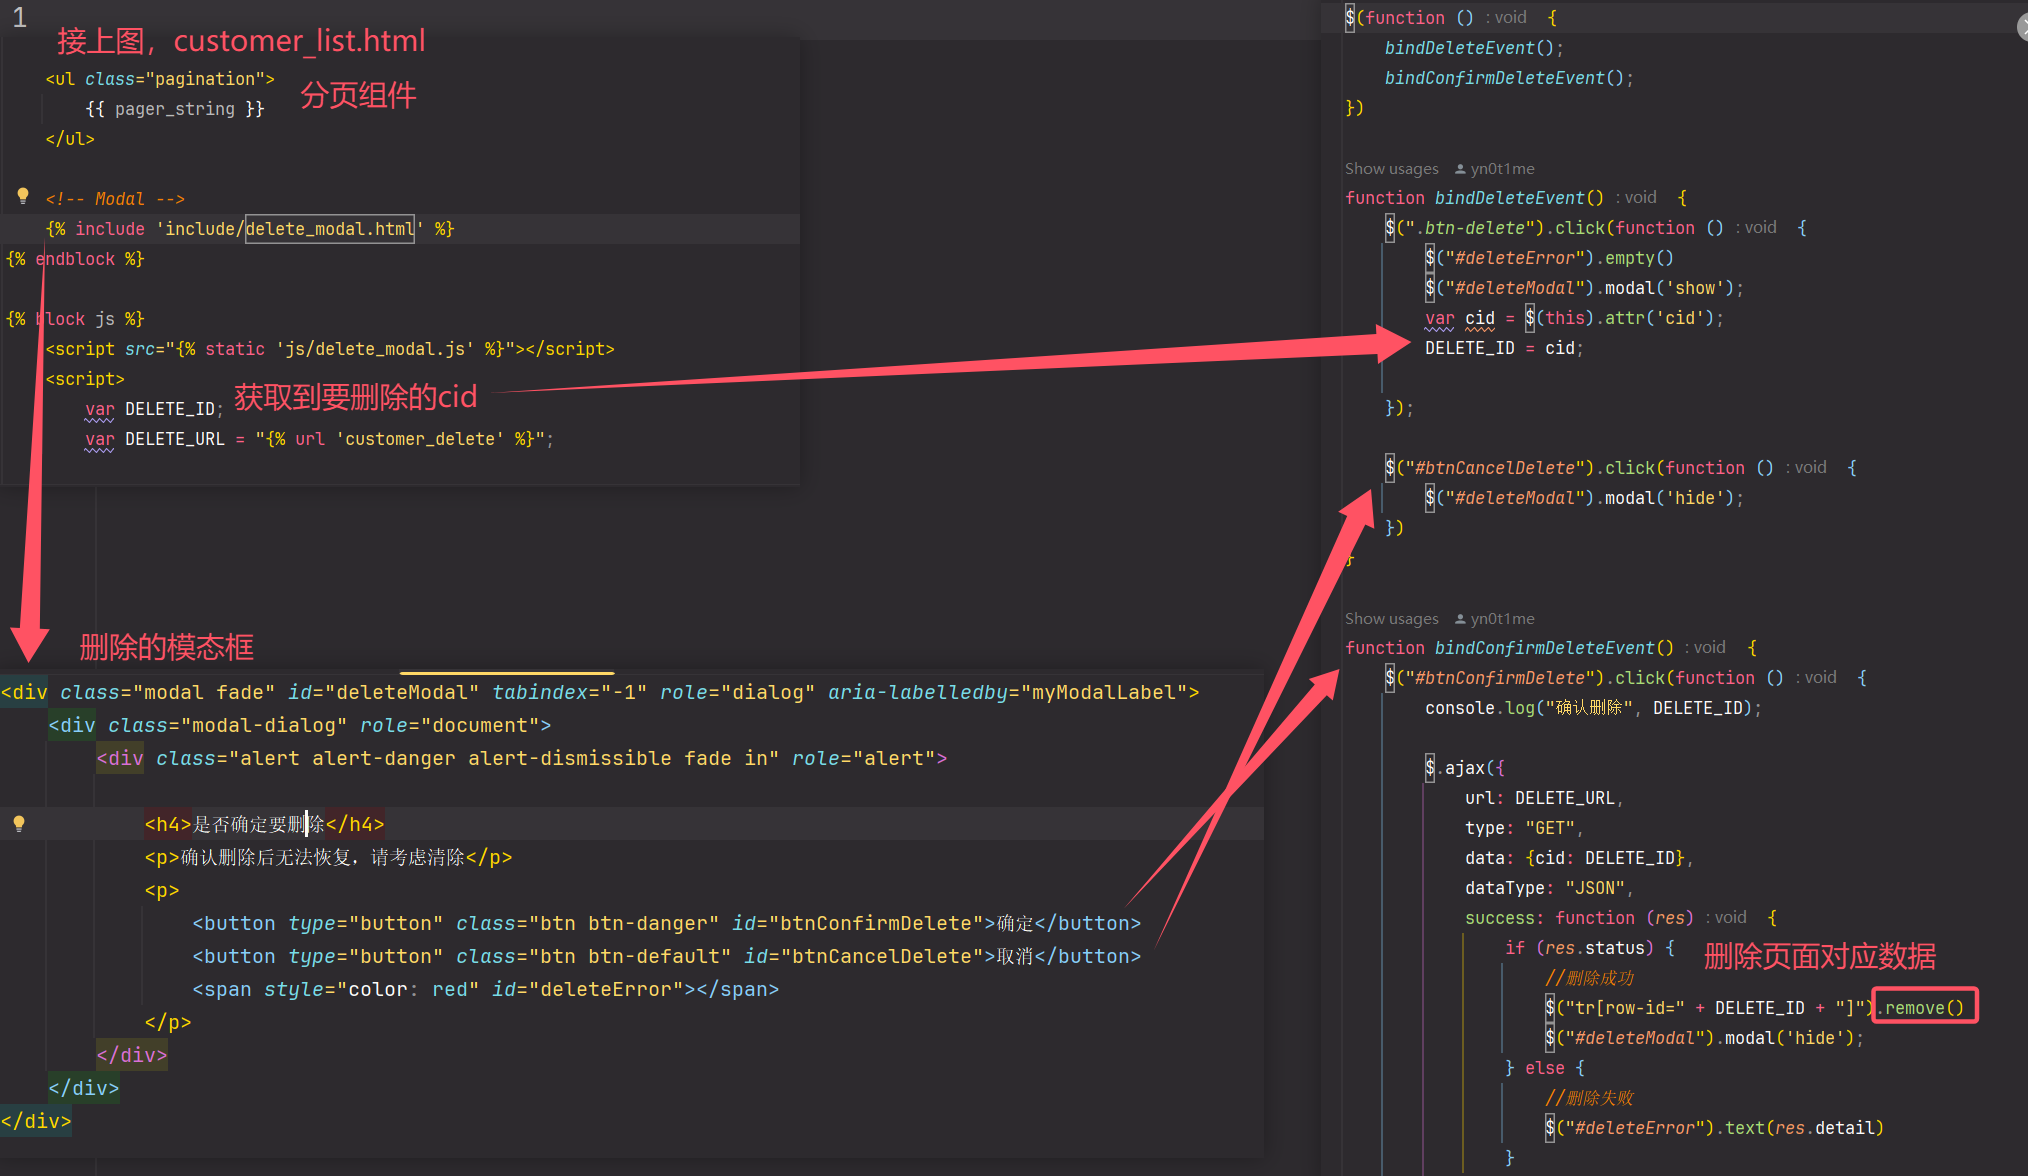 1
接上图，customer_list.html
<ul class="pagination">
分页组件
{{ pager_string }}
</ul>
<!-- Modal -->
{% include 'include/delete_modal.html' %}
{% endblock %}
{% block js %}
<script src="{% static 'js/delete_modal.js' %}"></script>
<script>
获取到要删除的cid
var DELETE_ID;
var DELETE_URL = "{% url 'customer_delete' %}";
删除的模态框
<div class="modal fade" id="deleteModal" tabindex="-1" role="dialog" aria-labelledby="myModalLabel">
<div class="modal-dialog" role="document">
<div class="alert alert-danger alert-dismissible fade in" role="alert">
<h4>是否确定要删除</h4>
<p>确认删除后无法恢复，请考虑清除</p>
<p>
<button type="button" class="btn btn-danger" id="btnConfirmDelete">确定</button>
<button type="button" class="btn btn-default" id="btnCancelDelete">取消</button>
<span style="color: red" id="deleteError"></span>
</p>
</div>
</div>
</div>
$(function () : void {
bindDeleteEvent();
bindConfirmDeleteEvent();
})
Show usages yn0t1me
function bindDeleteEvent() : void {
$(".btn-delete").click(function () : void {
$("#deleteError").empty()
$("#deleteModal").modal('show');
var cid = $(this).attr('cid');
DELETE_ID = cid;
});
$("#btnCancelDelete").click(function () : void {
$("#deleteModal").modal('hide');
})
}
Show usages yn0t1me
function bindConfirmDeleteEvent() : void {
$("#btnConfirmDelete").click(function () : void {
console.log("确认删除", DELETE_ID);
$.ajax({
url: DELETE_URL,
type: "GET",
data: {cid: DELETE_ID},
dataType: "JSON",
success: function (res) : void {
if (res.status) {
删除页面对应数据
//删除成功
$("tr[row-id=" + DELETE_ID + "]").remove()
$("#deleteModal").modal('hide');
} else {
//删除失败
$("#deleteError").text(res.detail)
}